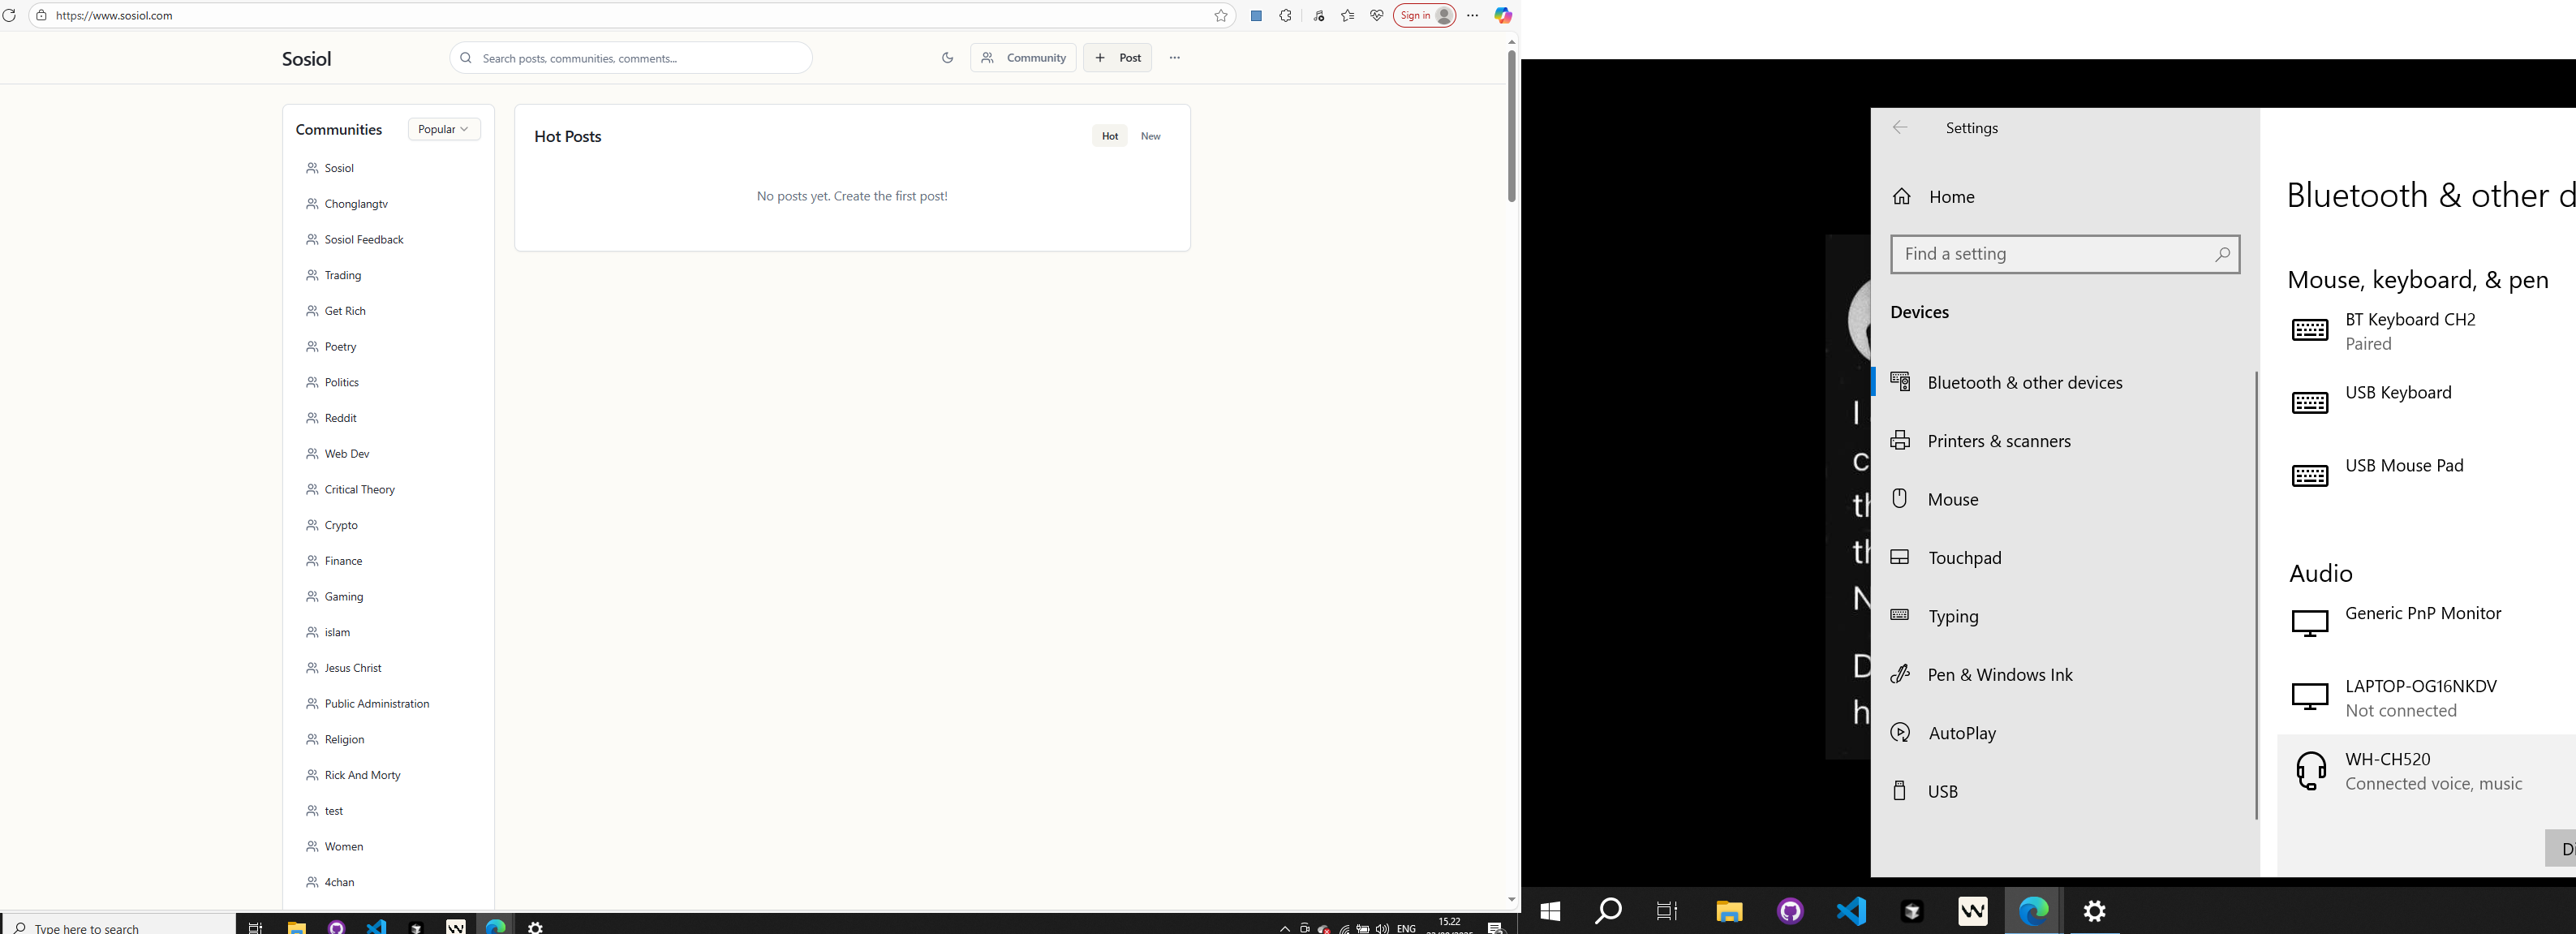 https://www.sosiol.com
Sign in
Sosiol
Search posts, communities, comments...
Community
Post
Communities
Popular
Sosiol
Chonglangtv
Sosiol Feedback
Trading
Get Rich
Poetry
Politics
Reddit
Web Dev
Critical Theory
Crypto
Finance
Gaming
islam
Jesus Christ
Public Administration
Religion
Rick And Morty
test
Women
4chan
Hot Posts
Hot
New
No posts yet. Create the first post!
Type here to search
ENG
15.22
Settings
Home
Find a setting
Devices
Bluetooth & other devices
Printers & scanners
Mouse
Touchpad
Typing
Pen & Windows Ink
AutoPlay
USB
Bluetooth & other d
Mouse, keyboard, & pen
BT Keyboard CH2
Paired
USB Keyboard
USB Mouse Pad
Audio
Generic PnP Monitor
LAPTOP-OG16NKDV
Not connected
WH-CH520
Connected voice, music